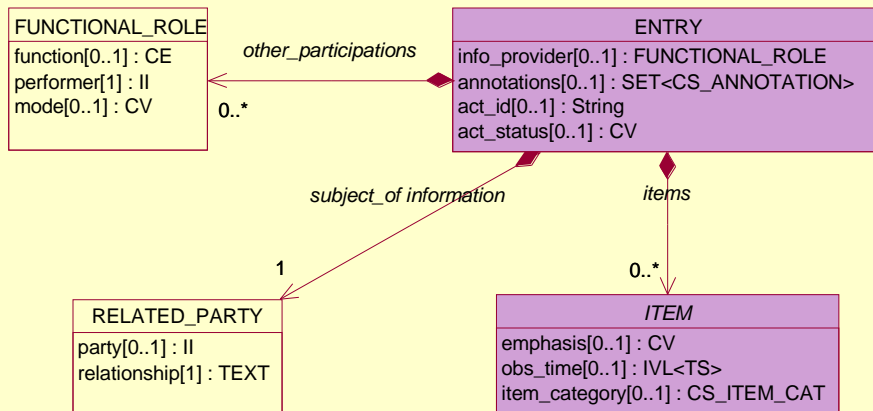 FUNCTIONAL_ROLE
function[0..1] : CE
performer[1] : II
mode[0..1] : CV
other_participations
0..*
ENTRY
info_provider[0..1] : FUNCTIONAL_ROLE
annotations[0..1] : SET<CS_ANNOTATION>
act_id[0..1] : String
act_status[0..1] : CV
subject_of information
items
1
0..*
RELATED_PARTY
party[0..1] : II
relationship[1] : TEXT
ITEM
emphasis[0..1] : CV
obs_time[0..1] : IVL<TS>
item_category[0..1] : CS_ITEM_CAT